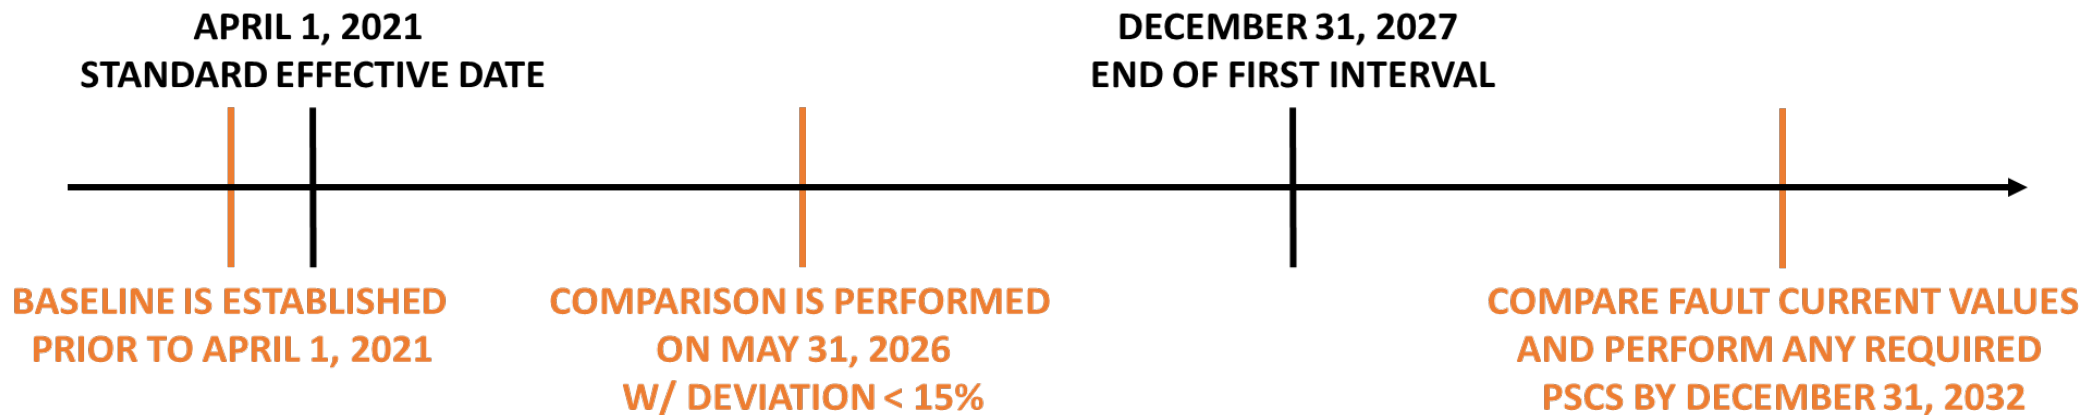 APRIL 1, 2021
STANDARD EFFECTIVE DATE
DECEMBER 31, 2027
END OF FIRST INTERVAL
BASELINE IS ESTABLISHED
PRIOR TO APRIL 1, 2021
COMPARISON IS PERFORMED
ON MAY 31, 2026
W/ DEVIATION < 15%
COMPARE FAULT CURRENT VALUES
AND PERFORM ANY REQUIRED
PSCS BY DECEMBER 31, 2032